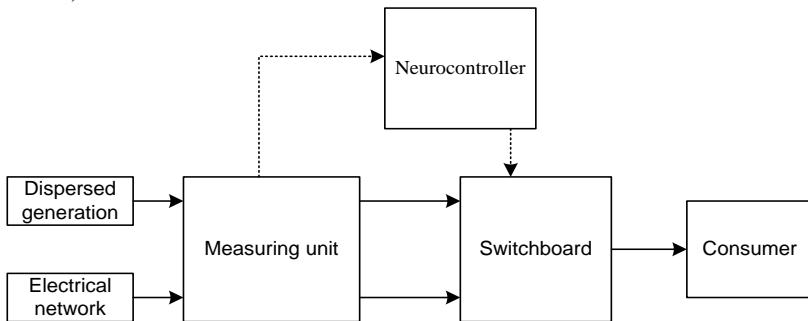 Neurocontroller
Dispersed
generation
Measuring unit
Switchboard
Consumer
Electrical
network